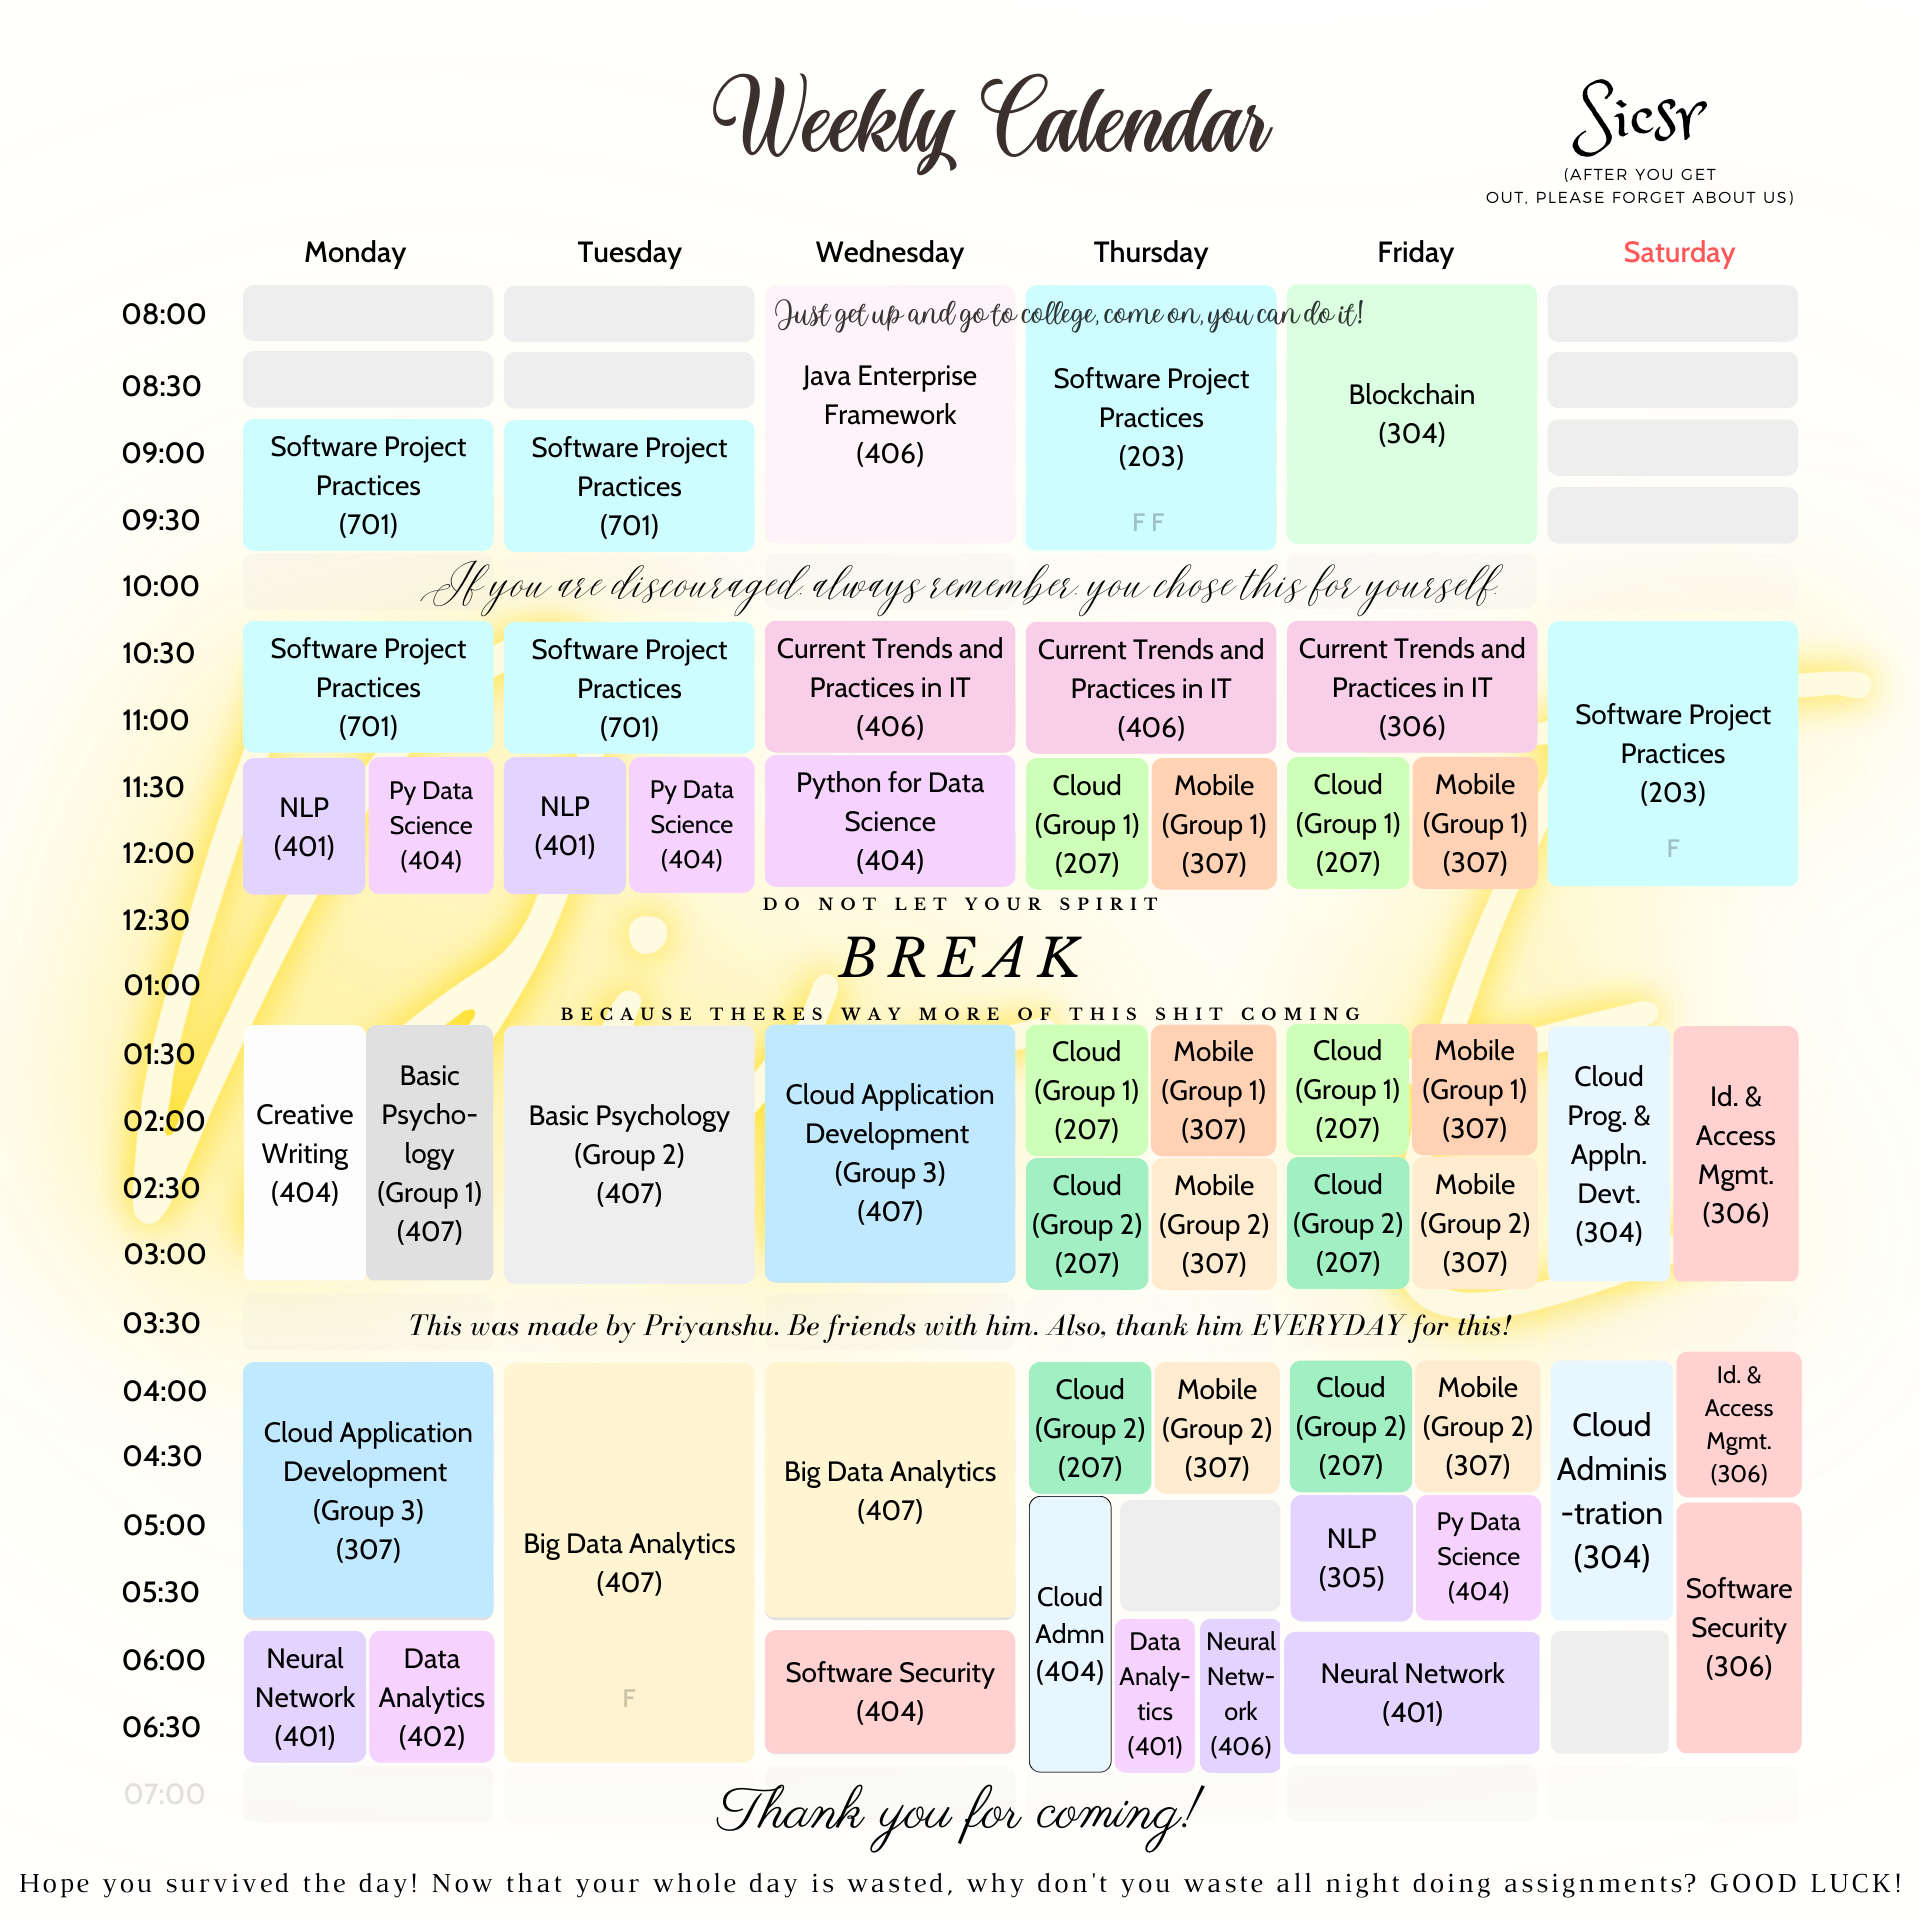 Weekly Calendar
Sicsr
(AFTER YOU GET
OUT, PLEASE FORGET ABOUT US)
Monday
Tuesday
Wednesday
Thursday
Friday
Saturday
08:00
08:30
09:00
09:30
10:00
10:30
11:00
11:30
12:00
12:30
01:00
01:30
02:00
02:30
03:00
03:30
04:00
04:30
05:00
05:30
06:00
06:30
07:00
Just get up and go to college, come on, you can do it!
Software Project
Practices
(701)
Software Project
Practices
(701)
Java Enterprise
Framework
(406)
Software Project
Practices
(203)
F F
Blockchain
(304)
If you are discouraged. always remember. you chose this for yourself.
Software Project
Practices
(701)
Software Project
Practices
(701)
Current Trends and
Practices in IT
(406)
Current Trends and
Practices in IT
(406)
Current Trends and
Practices in IT
(306)
Software Project
Practices
(203)
F
NLP
(401)
Py Data
Science
(404)
NLP
(401)
Py Data
Science
(404)
Python for Data
Science
(404)
Cloud
(Group 1)
(207)
Mobile
(Group 1)
(307)
Cloud
(Group 1)
(207)
Mobile
(Group 1)
(307)
DO NOT LET YOUR SPIRIT
BREAK
BECAUSE THERES WAY MORE OF THIS SHIT COMING
Creative
Writing
(404)
Basic
Psycho-
logy
(Group 1)
(407)
Basic Psychology
(Group 2)
(407)
Cloud Application
Development
(Group 3)
(407)
Cloud
(Group 1)
(207)
Mobile
(Group 1)
(307)
Cloud
(Group 1)
(207)
Mobile
(Group 1)
(307)
Cloud
(Group 2)
(207)
Mobile
(Group 2)
(307)
Cloud
(Group 2)
(207)
Mobile
(Group 2)
(307)
Cloud
Prog. &
Appln.
Devt.
(304)
Id. &
Access
Mgmt.
(306)
This was made by Priyanshu. Be friends with him. Also, thank him EVERYDAY for this!
Cloud Application
Development
(Group 3)
(307)
Big Data Analytics
(407)
F
Big Data Analytics
(407)
Cloud
(Group 2)
(207)
Mobile
(Group 2)
(307)
Cloud
(Group 2)
(207)
Mobile
(Group 2)
(307)
Cloud
Adminis
-tration
(304)
Id. &
Access
Mgmt.
(306)
Cloud
Admn
(404)
NLP
(305)
Py Data
Science
(404)
Software
Security
(306)
Neural
Network
(401)
Data
Analytics
(402)
Software Security
(404)
Data
Analy-
tics
(401)
Neural
Netw-
ork
(406)
Neural Network
(401)
Thank you for coming!
Hope you survived the day! Now that your whole day is wasted, why don't you waste all night doing assignments? GOOD LUCK!